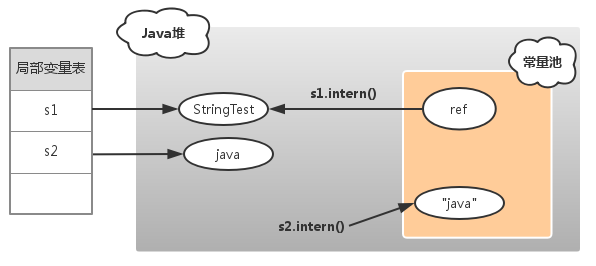 Java堆
常量池
局部变量表
s1
s2
StringTest
s1.intern()
ref
java
"java"
s2.intern()